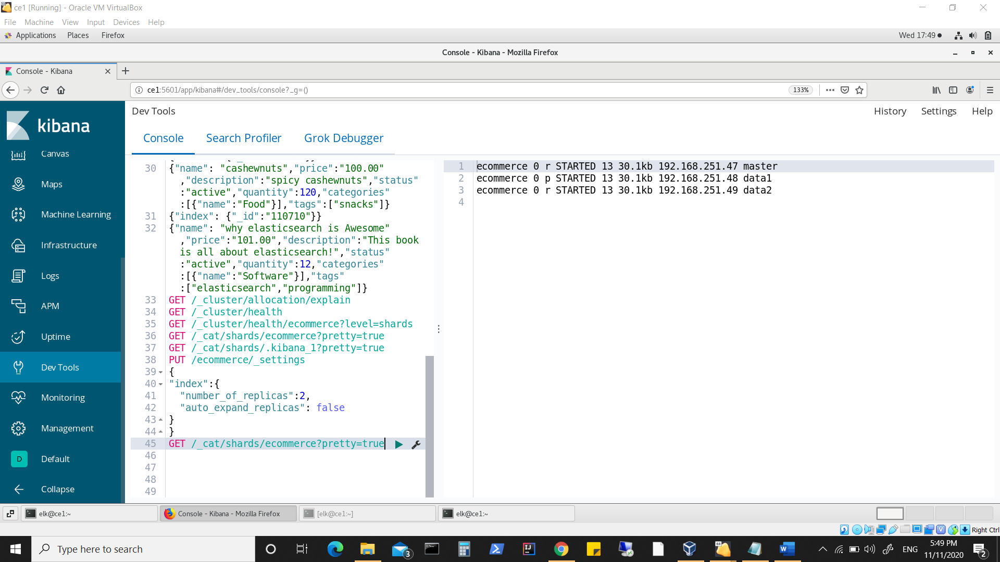 ce1 [Running] - Oracle VM VirtualBox
File Machine View Input Devices Help
Applications Places Firefox Wed 17:49
Console - Kibana - Mozilla Firefox
Console - Kibana
ce1:5601/app/kibana#/dev_tools/console?_g=() 133%
kibana
Canvas
Maps
Machine Learning
Infrastructure
Logs
APM
Uptime
Dev Tools
Monitoring
Management
D Default
Collapse
Dev Tools History Settings Help
Console Search Profiler Grok Debugger
30 {"name": "cashewnuts","price":"100.00"
,"description":"spicy cashewnuts","status"
:"active","quantity":120,"categories"
:[{"name":"Food"}],"tags":["snacks"]}
31 {"index": {"_id":"110710"}}
32 {"name": "why elasticsearch is Awesome"
,"price":"101.00","description":"This book
is all about elasticsearch!","status"
:"active","quantity":12,"categories"
:[{"name":"Software"}],"tags"
:["elasticsearch","programming"]}
33 GET /_cluster/allocation/explain
34 GET /_cluster/health
35 GET /_cluster/health/ecommerce?level=shards
36 GET /_cat/shards/ecommerce?pretty=true
37 GET /_cat/shards/.kibana_1?pretty=true
38 PUT /ecommerce/_settings
39 {
40 "index":{
41 "number_of_replicas":2,
42 "auto_expand_replicas": false
43 }
44 }
45 GET /_cat/shards/ecommerce?pretty=true
46
47
48
49
1 ecommerce 0 r STARTED 13 30.1kb 192.168.251.47 master
2 ecommerce 0 p STARTED 13 30.1kb 192.168.251.48 data1
3 ecommerce 0 r STARTED 13 30.1kb 192.168.251.49 data2
4
elk@ce1:~ Console - Kibana - Mozilla Firefox [elk@ce1:~] elk@ce1:~
Right Ctrl
Type here to search 3 ENG 5:49 PM
11/11/2020 2